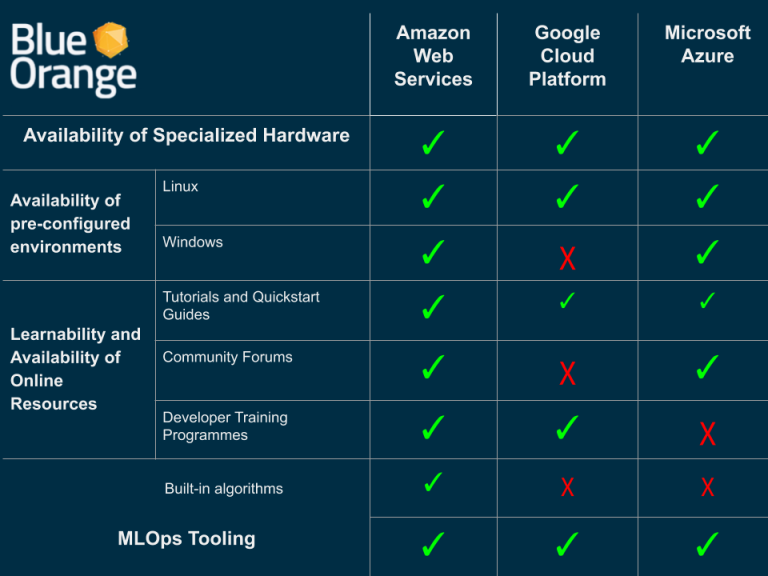 Blue
Orange
Amazon
Web
Services
Google
Cloud
Platform
Microsoft
Azure
Availability of Specialized Hardware
✓ ✓ ✓
Availability of
pre-configured
environments
Linux
✓ ✓ ✓
Windows
✓ X ✓
Learnability and
Availability of
Online
Resources
Tutorials and Quickstart
Guides
✓ ✓ ✓
Community Forums
✓ X ✓
Developer Training
Programmes
✓ ✓ X
Built-in algorithms
✓ X X
MLOps Tooling
✓ ✓ ✓